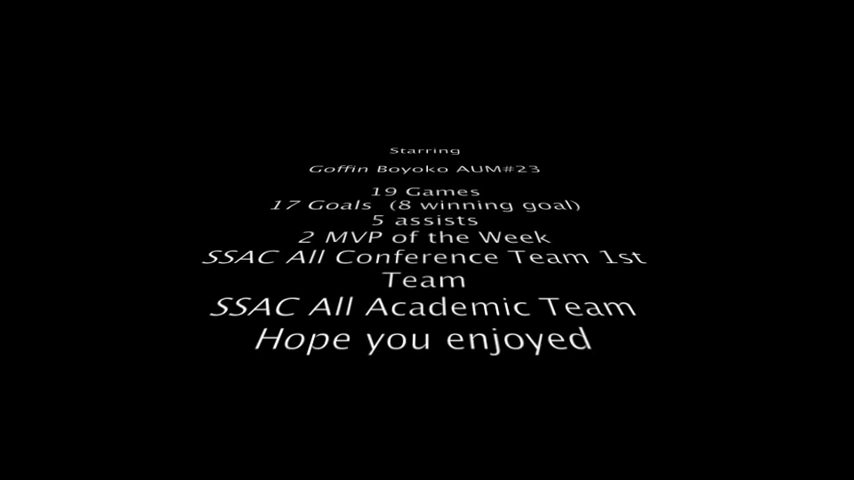 Starring
Goffin Boyoko AUM#23
19 Games
17 Goals (8 winning goal)
5 assists
2 MVP of the Week
SSAC All Conference Team 1st
Team
SSAC All Academic Team
Hope you enjoyed